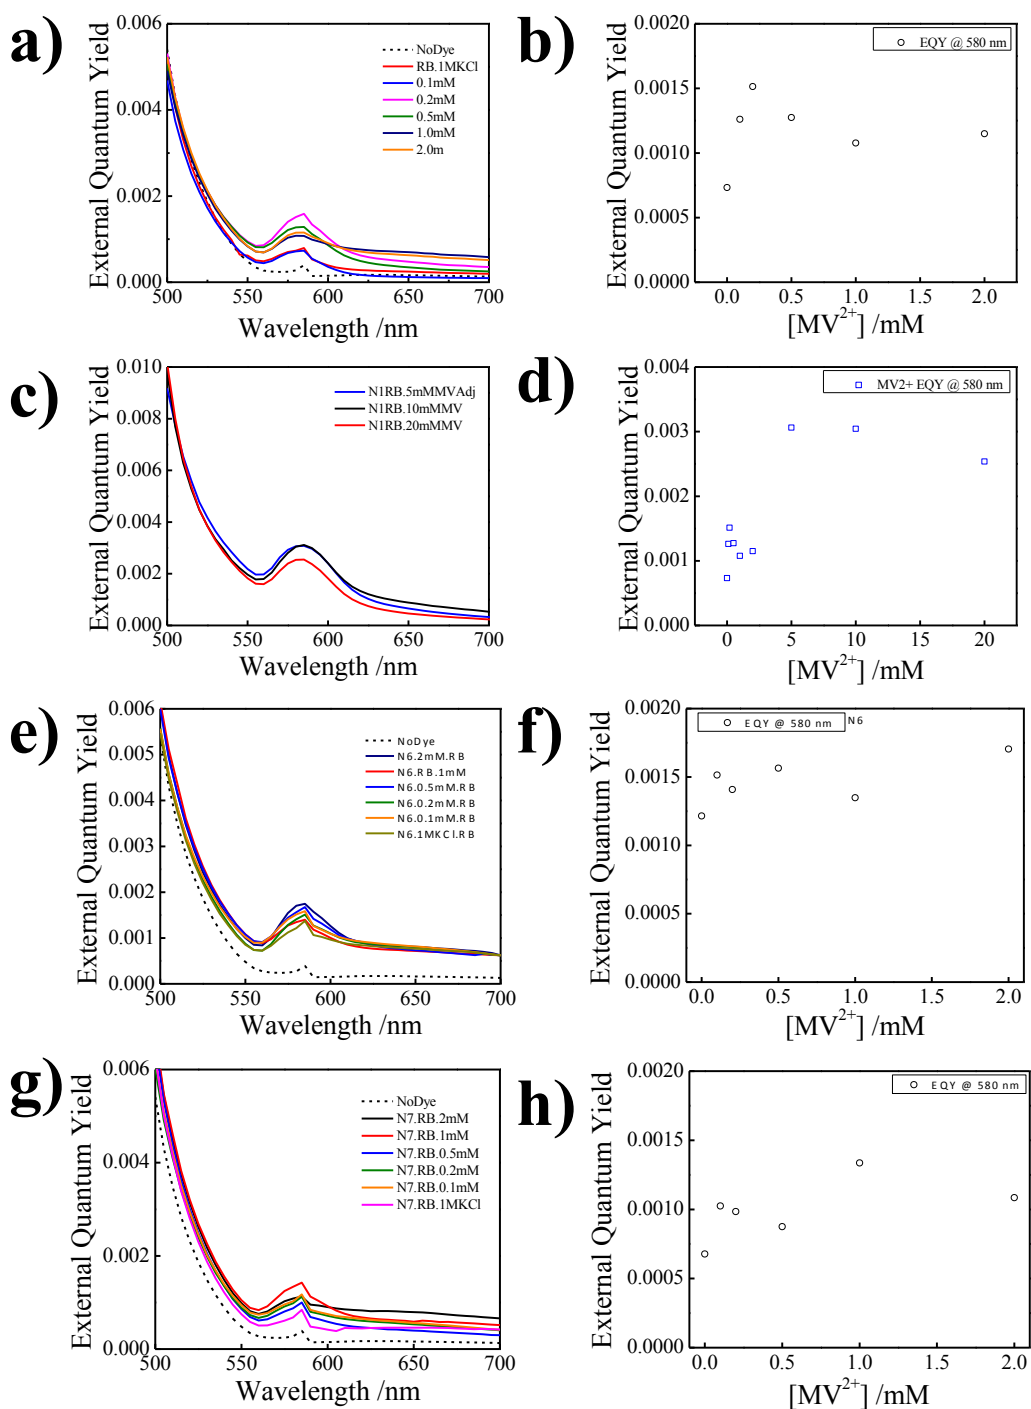 a)
0.006
0.004
0.002
0.000
External Quantum Yield
NoDye
RB.1MKCl
0.1mM
0.2mM
0.5mM
1.0mM
2.0m
500 550 600 650 700
Wavelength /nm
b)
0.0020
0.0015
0.0010
0.0005
0.0000
External Quantum Yield
EQY @ 580 nm
0.0 0.5 1.0 1.5 2.0
[MV2+] /mM
c)
0.010
0.008
0.006
0.004
0.002
0.000
External Quantum Yield
N1RB.5mMMVAdj
N1RB.10mMMV
N1RB.20mMMV
500 550 600 650 700
Wavelength /nm
d)
0.004
0.003
0.002
0.001
0.000
External Quantum Yield
MV2+ EQY @ 580 nm
0 5 10 15 20
[MV2+] /mM
e)
0.006
0.005
0.004
0.003
0.002
0.001
0.000
External Quantum Yield
NoDye
N6.2mM.RB
N6.RB.1mM
N6.0.5mM.RB
N6.0.2mM.RB
N6.0.1mM.RB
N6.1MKCl.RB
500 550 600 650 700
Wavelength /nm
f)
0.0020
0.0015
0.0010
0.0005
0.0000
External Quantum Yield
EQY @ 580 nm N6
0.0 0.5 1.0 1.5 2.0
[MV2+] /mM
g)
0.006
0.004
0.002
0.000
External Quantum Yield
NoDye
N7.RB.2mM
N7.RB.1mM
N7.RB.0.5mM
N7.RB.0.2mM
N7.RB.0.1mM
N7.RB.1MKCl
500 550 600 650 700
Wavelength /nm
h)
0.0020
0.0015
0.0010
0.0005
0.0000
External Quantum Yield
EQY @ 580 nm
0.0 0.5 1.0 1.5 2.0
[MV2+] /mM